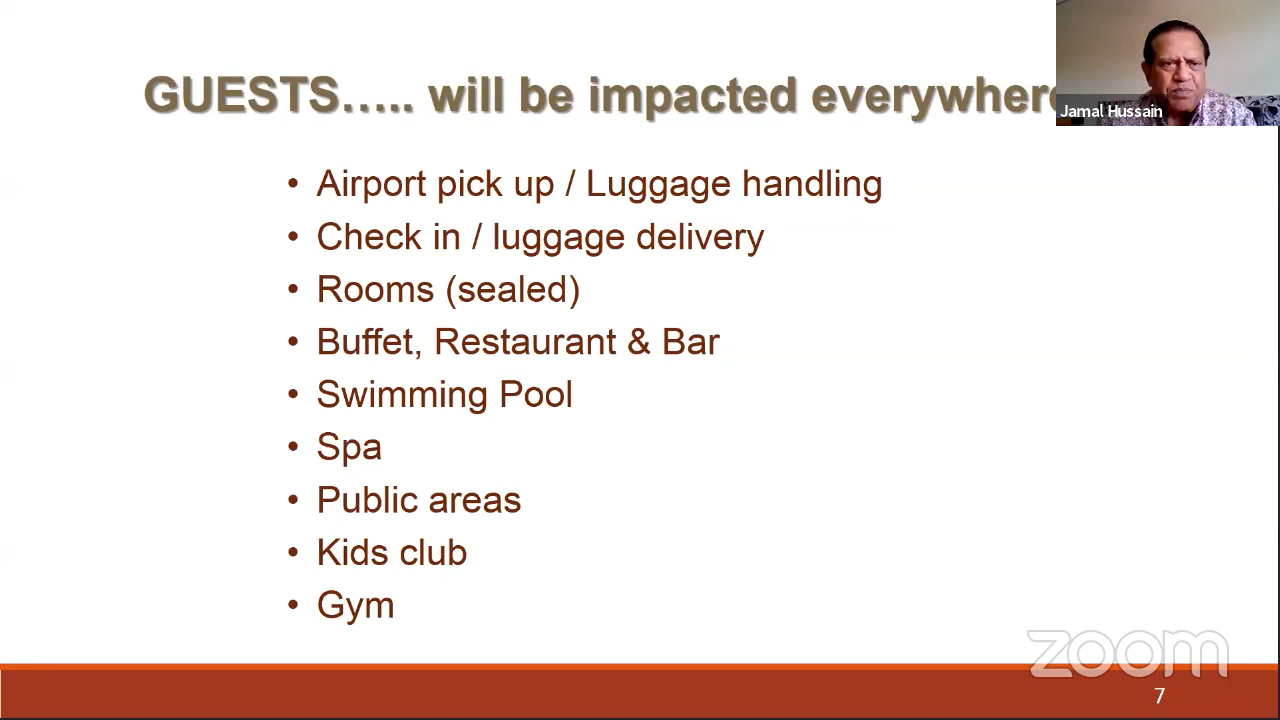 GUESTS….. will be impacted everywhere
Jamal Hussain
• Airport pick up / Luggage handling
• Check in / luggage delivery
• Rooms (sealed)
• Buffet, Restaurant & Bar
• Swimming Pool
• Spa
• Public areas
• Kids club
• Gym
zoom
7